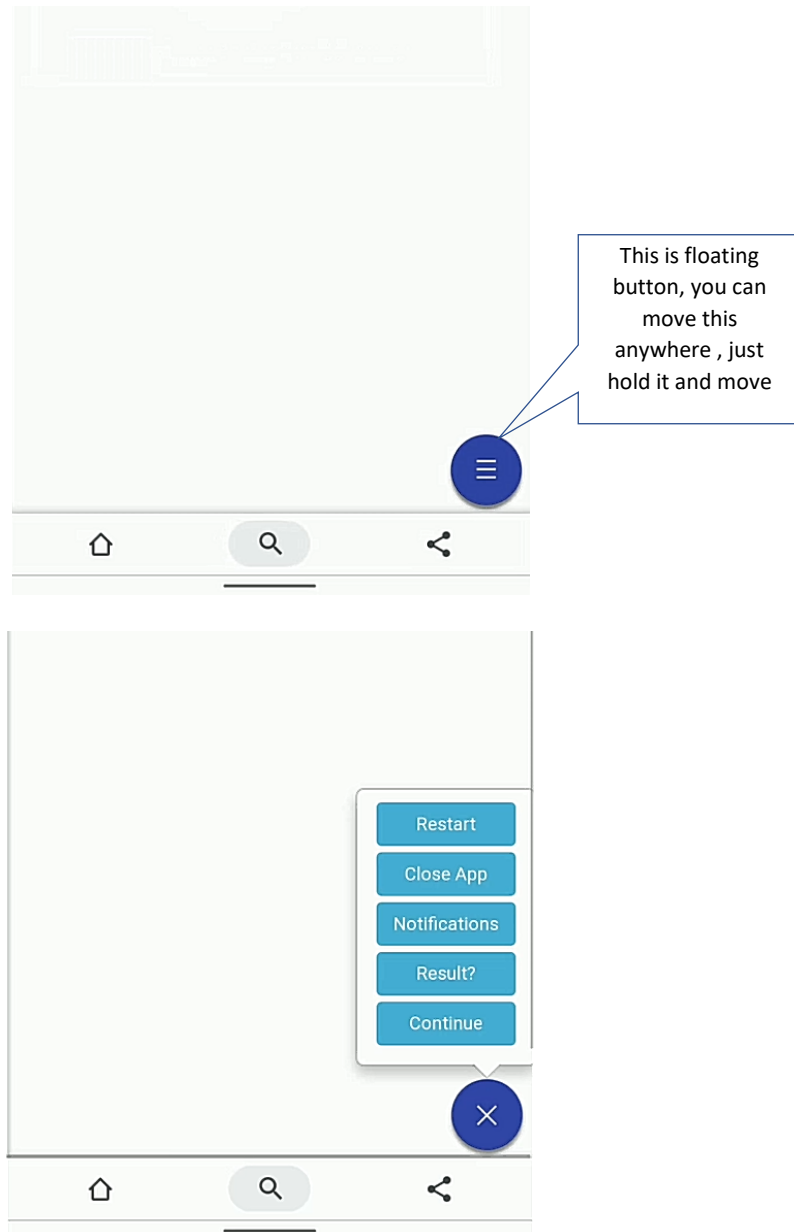 This is floating
button, you can
move this
anywhere , just
hold it and move
Restart
Close App
Notifications
Result?
Continue